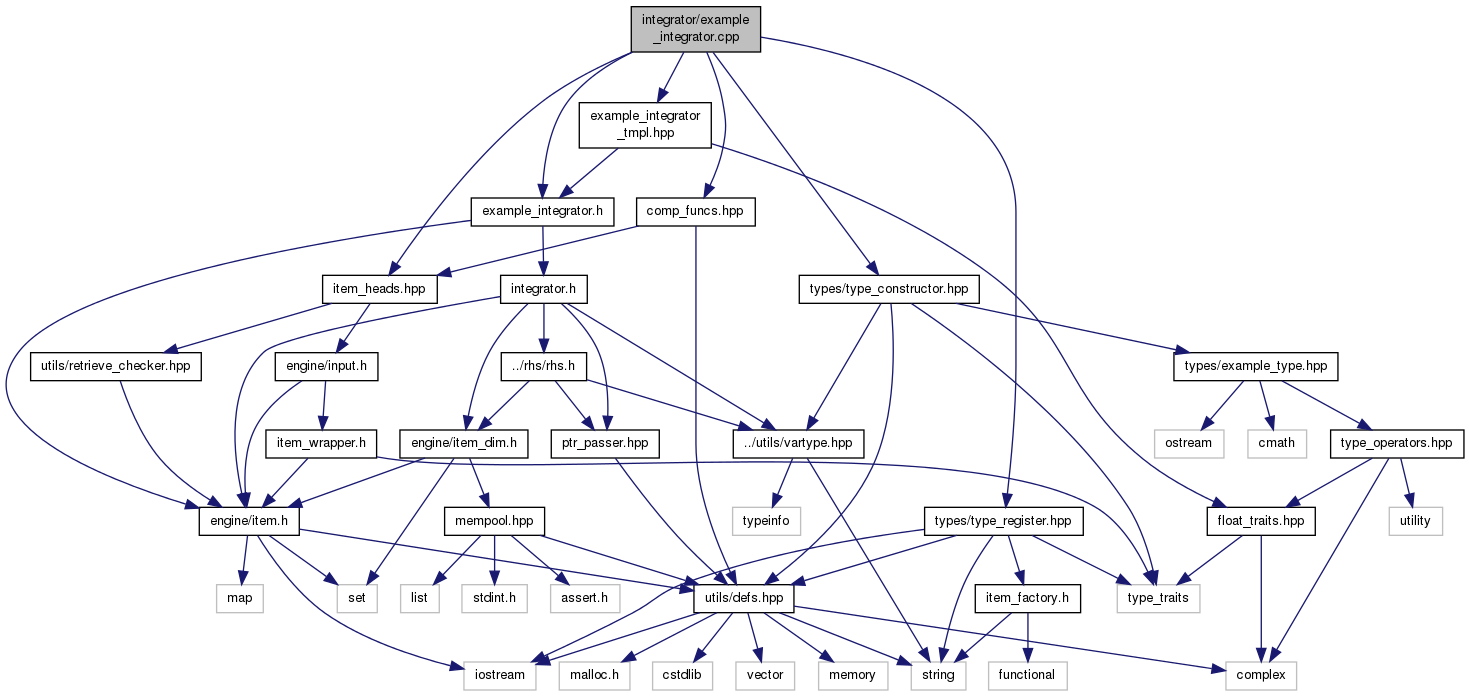 integrator/example
_integrator.cpp
example_integrator
_tmpl.hpp
example_integrator.h
comp_funcs.hpp
item_heads.hpp
integrator.h
types/type_constructor.hpp
utils/retrieve_checker.hpp
engine/input.h
../rhs/rhs.h
types/example_type.hpp
item_wrapper.h
engine/item_dim.h
ptr_passer.hpp
../utils/vartype.hpp
ostream
cmath
type_operators.hpp
engine/item.h
mempool.hpp
typeinfo
types/type_register.hpp
float_traits.hpp
utility
map
set
list
stdint.h
assert.h
utils/defs.hpp
item_factory.h
type_traits
iostream
malloc.h
cstdlib
vector
memory
string
functional
complex